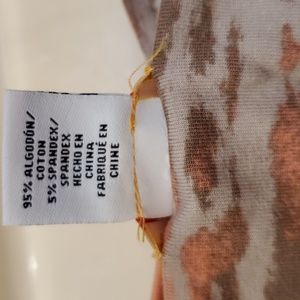 95% ALGODÓN/
COTON
5% SPANDEX/
SPANDEX
HECHO EN
CHINA
FABRIQUÉ EN
CHINE